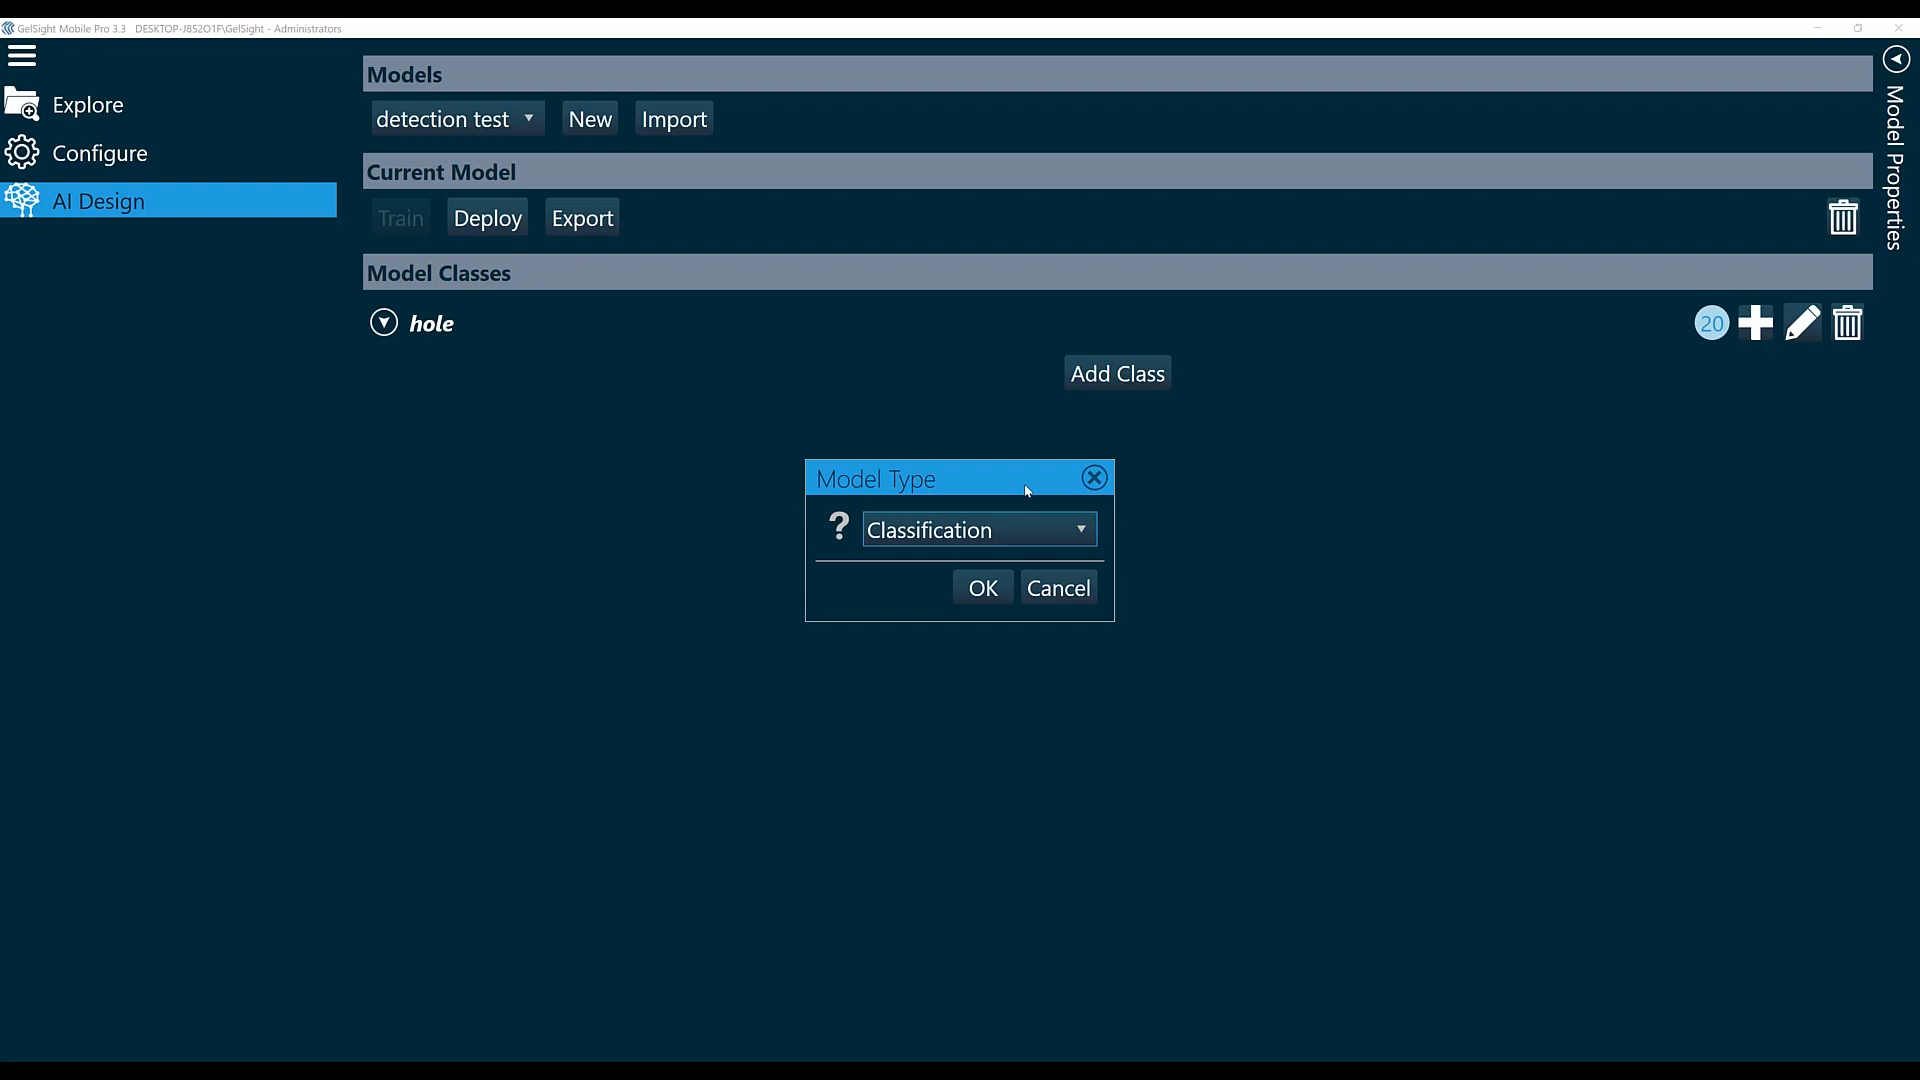 GelSight Mobile Pro 3.3 DESKTOP-J852O1F\GelSight - Administrators
Explore
Configure
AI Design
Models
detection test
New
Import
Current Model
Train
Deploy
Export
Model Classes
hole
20
Add Class
Model Type
?
Classification
OK
Cancel
Model Properties